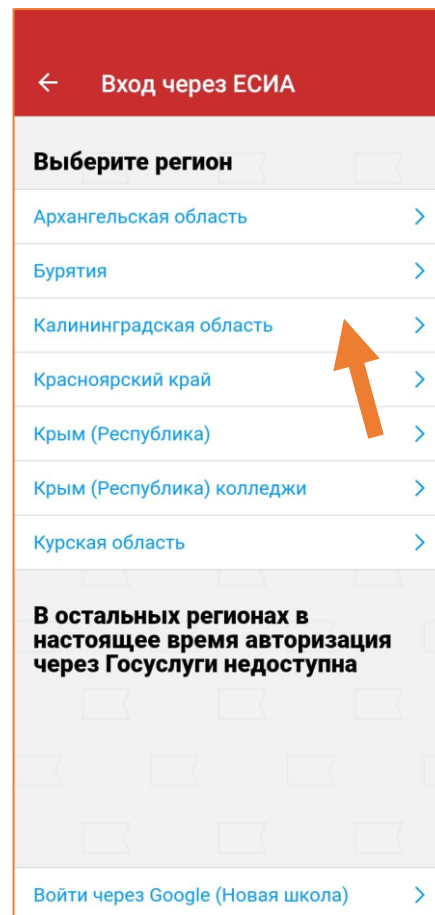 Вход через ЕСИА
Выберите регион
Архангельская область
Бурятия
Калининградская область
Красноярский край
Крым (Республика)
Крым (Республика) колледжи
Курская область
В остальных регионах в
настоящее время авторизация
через Госуслуги недоступна
Войти через Google (Новая школа)